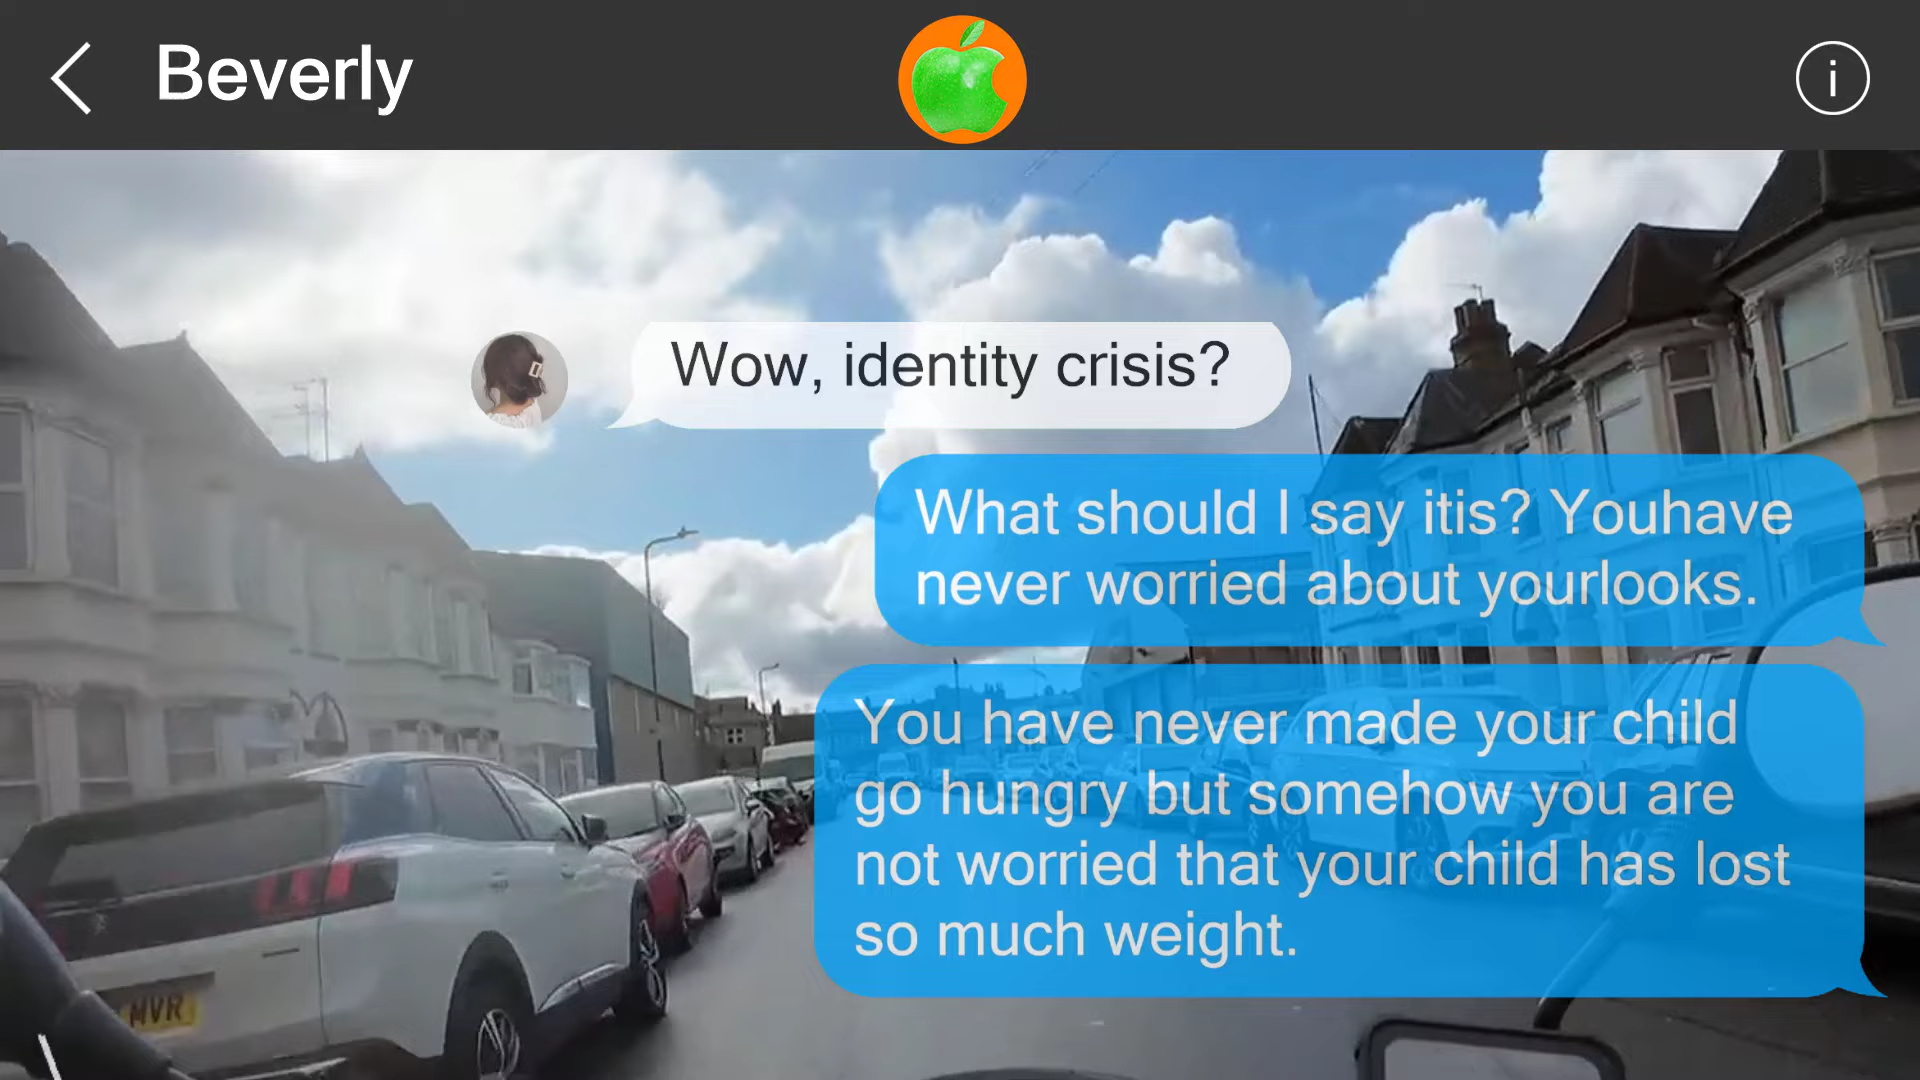 Beverly
i
Wow, identity crisis?
What should I say itis? Youhave
never worried about yourlooks.
You have never made your child
go hungry but somehow you are
not worried that your child has lost
so much weight.
MVR